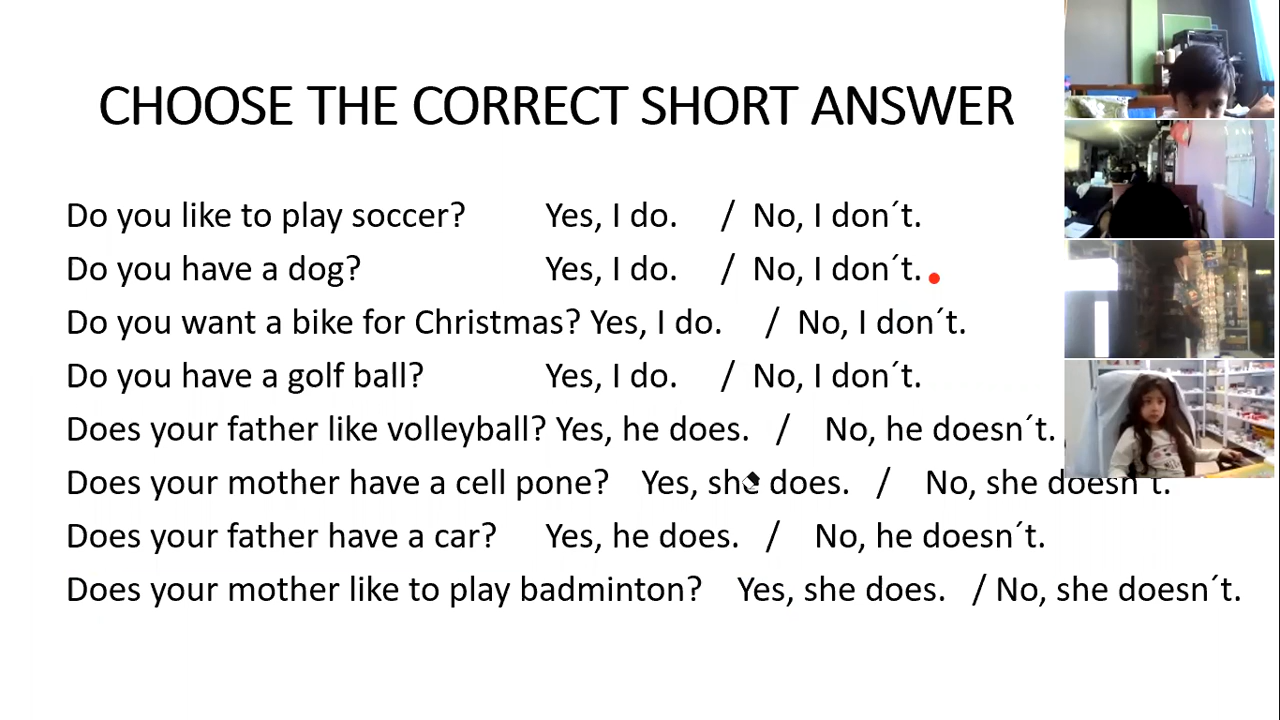 CHOOSE THE CORRECT SHORT ANSWER
Do you like to play soccer? Yes, I do. / No, I don´t.
Do you have a dog? Yes, I do. / No, I don´t.
Do you want a bike for Christmas? Yes, I do. / No, I don´t.
Do you have a golf ball? Yes, I do. / No, I don´t.
Does your father like volleyball? Yes, he does. / No, he doesn´t.
Does your mother have a cell pone? Yes, she does. / No, she doesn´t.
Does your father have a car? Yes, he does. / No, he doesn´t.
Does your mother like to play badminton? Yes, she does. / No, she doesn´t.